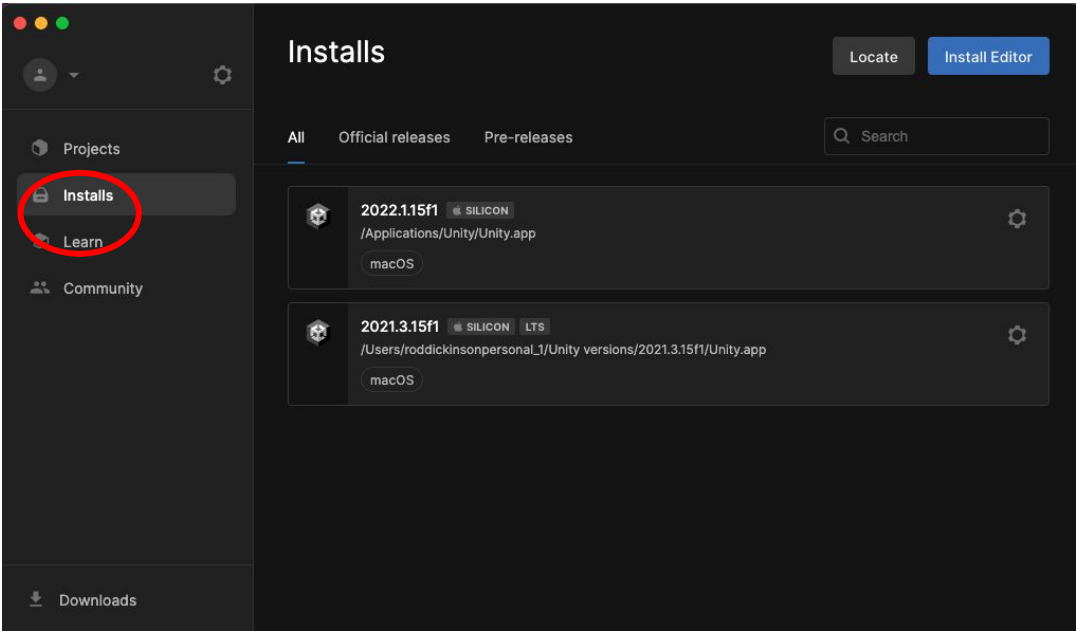 Installs
Locate
Install Editor
Projects
Installs
Learn
Community
Downloads
All
Official releases
Pre-releases
Search
2022.1.15f1 SILICON
/Applications/Unity/Unity.app
macOS
2021.3.15f1 SILICON LTS
/Users/roddickinsonpersonal_1/Unity versions/2021.3.15f1/Unity.app
macOS